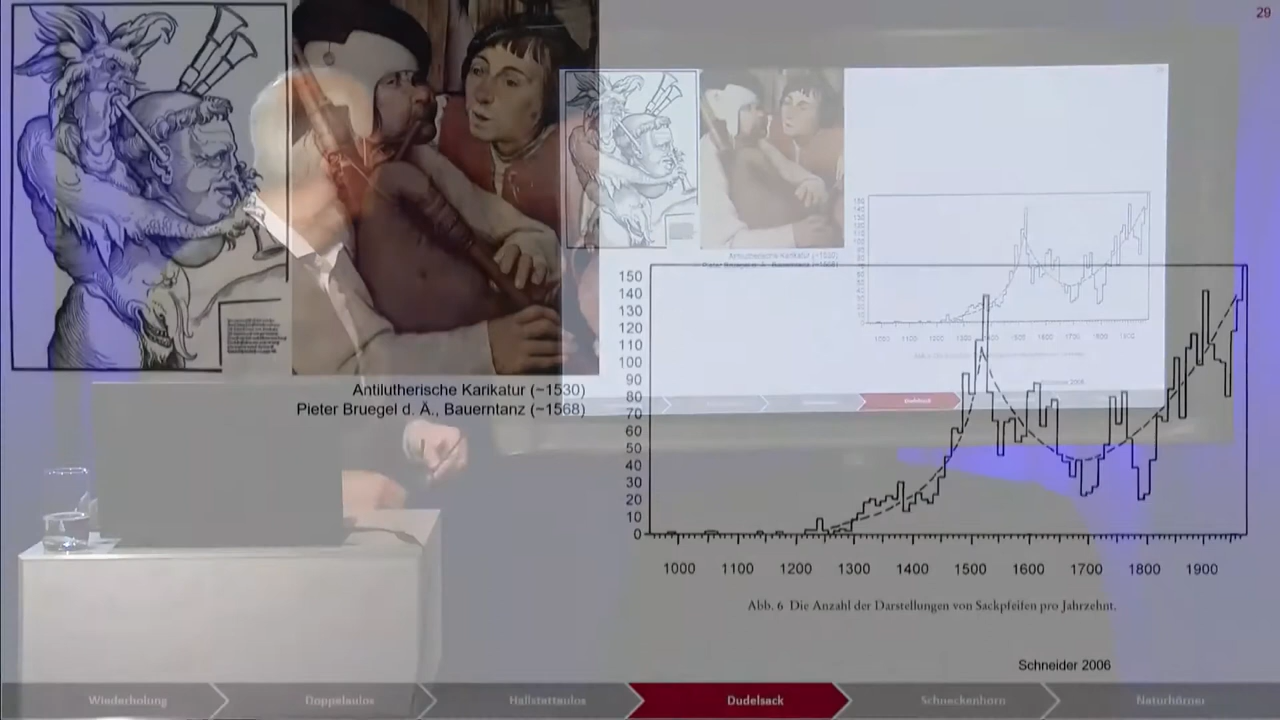 29
Antilutherische Karikatur (~1530)
Pieter Bruegel d. Ä., Bauerntanz (~1568)
150
140
130
120
110
100
90
80
70
60
50
40
30
20
10
0
1000 1100 1200 1300 1400 1500 1600 1700 1800 1900
Abb. 6 Die Anzahl der Darstellungen von Sackpfeifen pro Jahrzehnt.
Schneider 2006
Wiederholung Doppelaulos Hallstattaulos Dudelsack Schneckenhorn Naturhörner